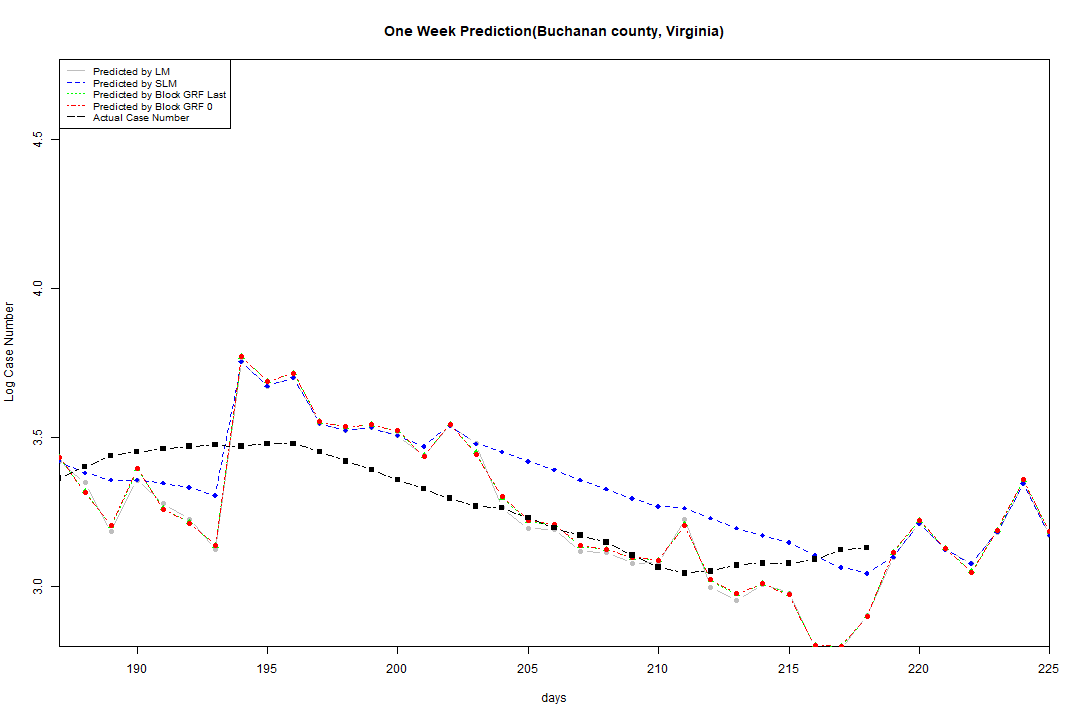 One Week Prediction(Buchanan county, Virginia)
Predicted by LM
Predicted by SLM
Predicted by Block GRF Last
Predicted by Block GRF 0
Actual Case Number
4.5
4.0
3.5
3.0
Log Case Number
190 195 200 205 210 215 220 225
days